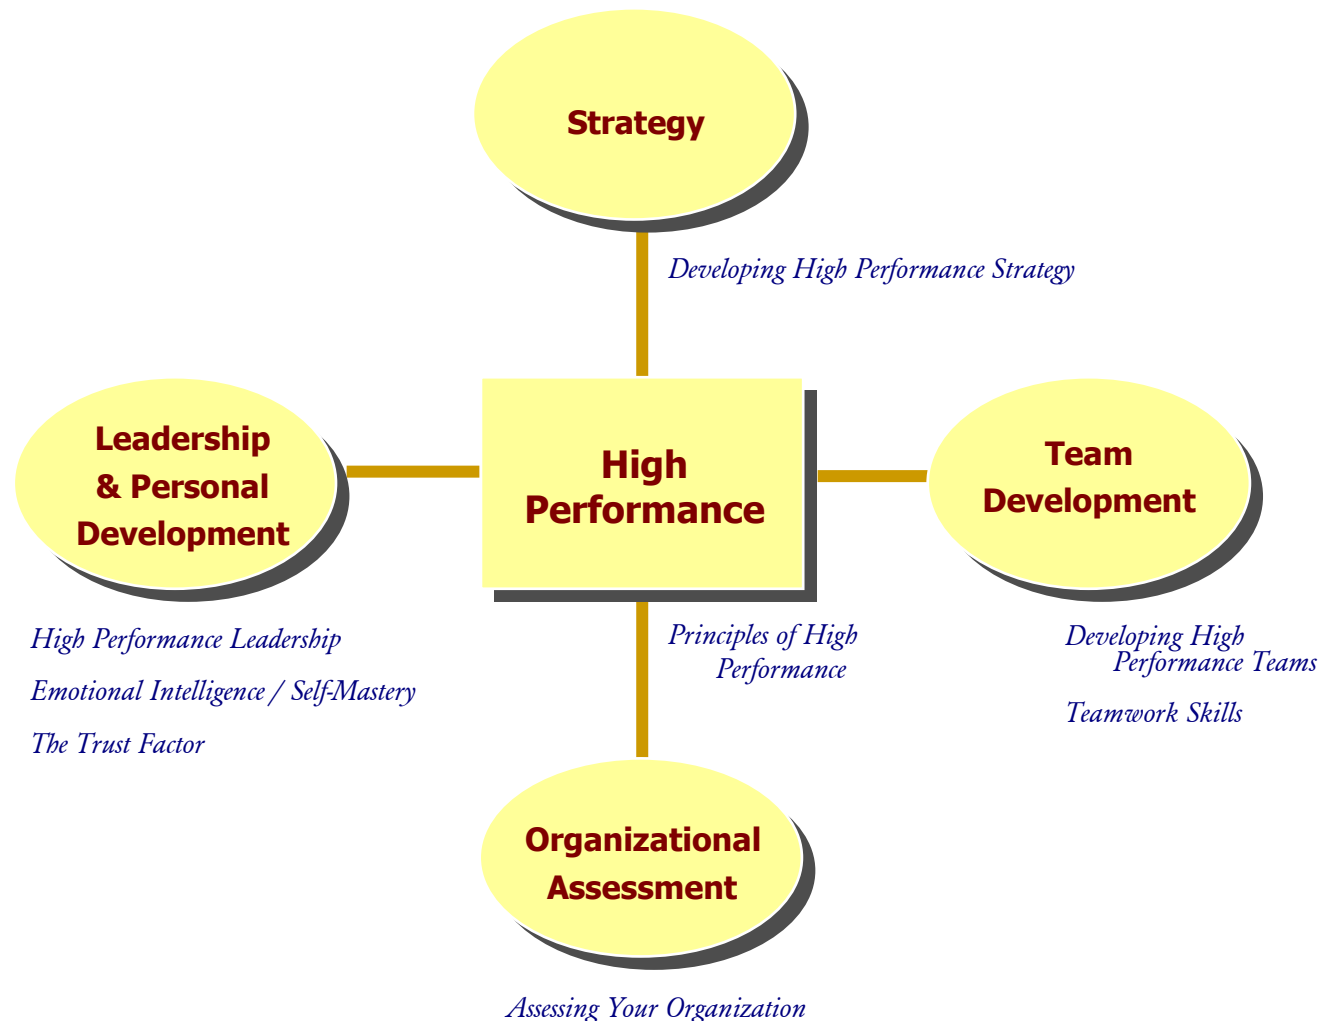 Strategy
Developing High Performance Strategy
Leadership
& Personal
Development
High
Performance
Team
Development
High Performance Leadership
Emotional Intelligence / Self-Mastery
The Trust Factor
Principles of High
Performance
Developing High
Performance Teams
Teamwork Skills
Organizational
Assessment
Assessing Your Organization